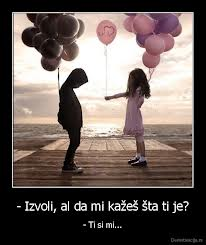 - Izvoli, al da mi kažeš šta ti je?
- Ti si mi...